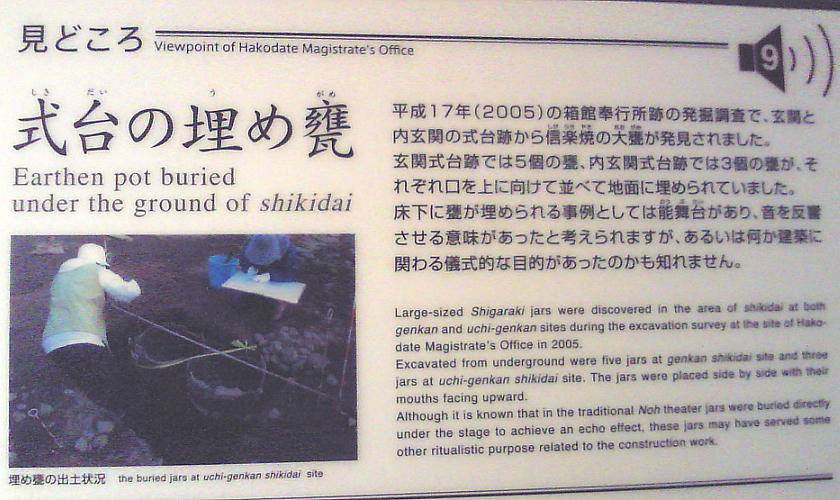 見どころ Viewpoint of Hakodate Magistrate's Office
9
しき だい う がめ
式台の埋め甕
Earthen pot buried
under the ground of shikidai
平成17年(2005)の箱館奉行所跡の発掘調査で、玄関と
内玄関の式台跡から信楽焼の大甕が発見されました。
玄関式台跡では5個の甕、内玄関式台跡では3個の甕が、そ
れぞれ口を上に向けて並べて地面に埋められていました。
床下に甕が埋められる事例としては能舞台があり、音を反響
させる意味があったと考えられますが、あるいは何か建築に
関わる儀式的な目的があったのかも知れません。
Large-sized Shigaraki jars were discovered in the area of shikidai at both
genkan and uchi-genkan sites during the excavation survey at the site of Hako-
date Magistrate's Office in 2005.
Excavated from underground were five jars at genkan shikidai site and three
jars at uchi-genkan shikidai site. The jars were placed side by side with their
mouths facing upward.
Although it is known that in the traditional Noh theater jars were buried directly
under the stage to achieve an echo effect, these jars may have served some
other ritualistic purpose related to the construction work.
埋め甕の出土状況 the buried jars at uchi-genkan shikidai site